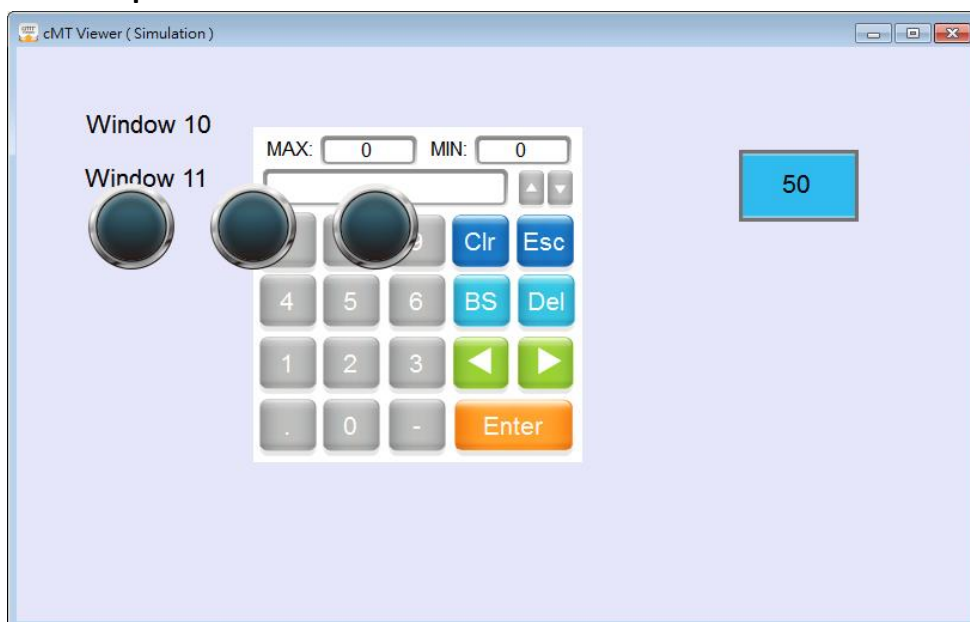 cMT Viewer ( Simulation )
Window 10
MAX: 0 MIN: 0
Window 11
50
9 Clr Esc
4 5 6 BS Del
1 2 3
. 0 - Enter